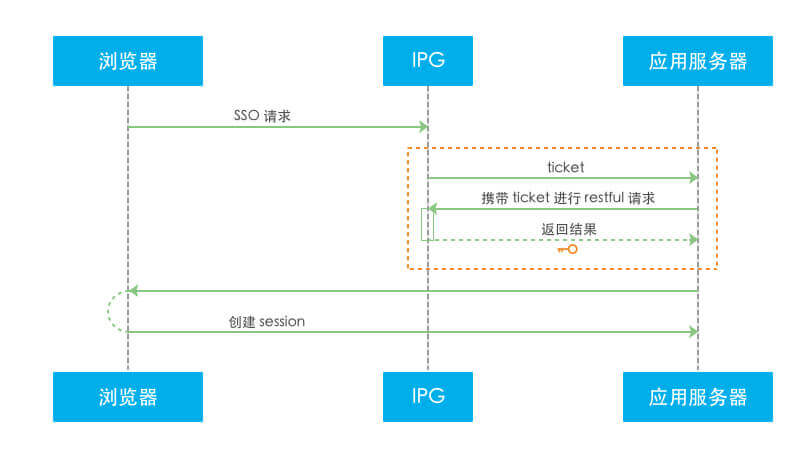 浏览器
IPG
应用服务器
SSO 请求
ticket
携带 ticket 进行 restful 请求
返回结果
创建 session
浏览器
IPG
应用服务器